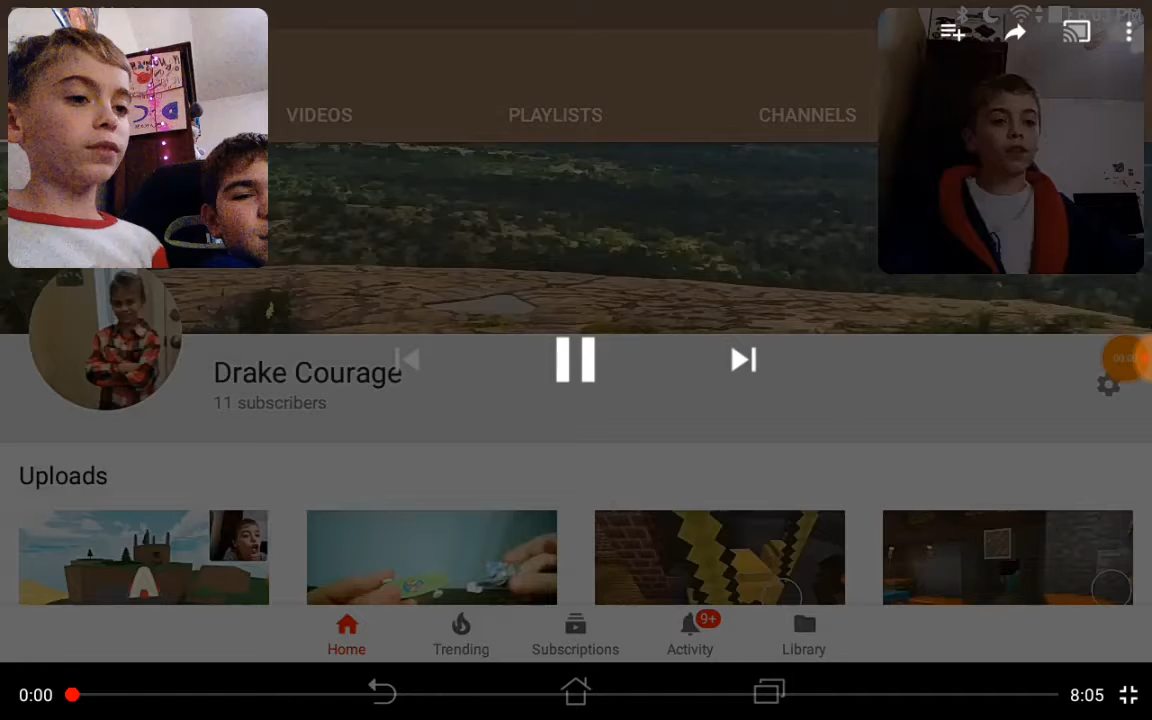 VIDEOS PLAYLISTS CHANNELS
Drake Courage
11 subscribers
Uploads
9+
Home Trending Subscriptions Activity Library
0:00 8:05